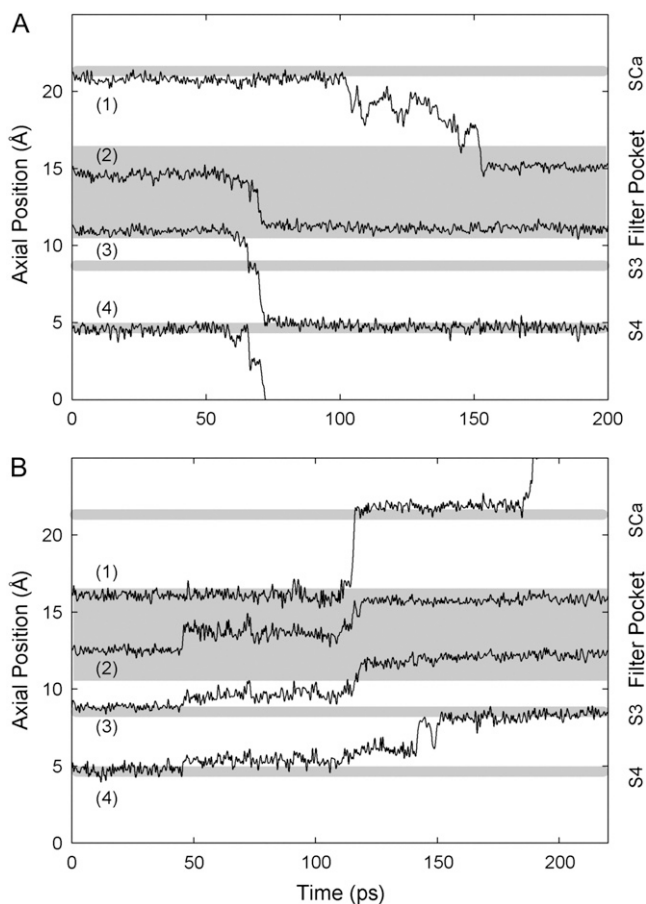 A
Axial Position (Å)
20
15
10
5
0
(1)
(2)
(3)
(4)
SCa
Filter Pocket
S3
S4
0
50
100
150
200
B
Axial Position (Å)
20
15
10
5
0
(1)
(2)
(3)
(4)
SCa
Filter Pocket
S3
S4
0
50
100
150
200
Time (ps)